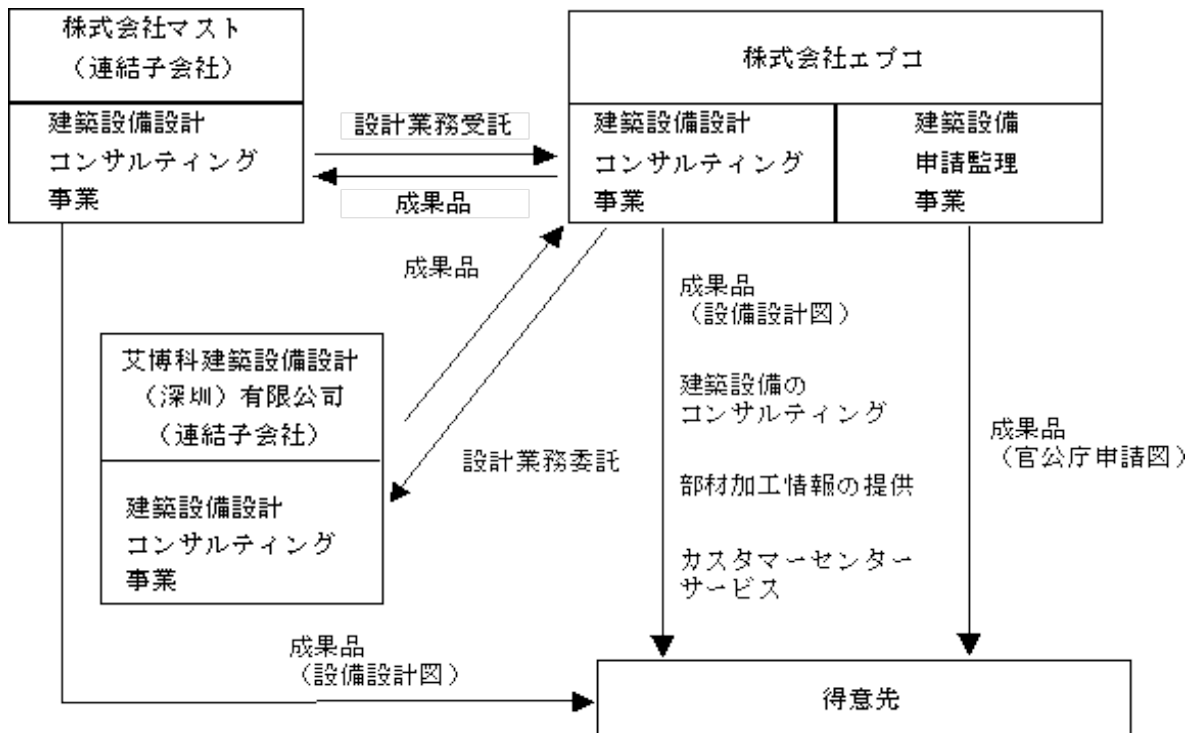 株式会社マスト
（連結子会社）
建築設備設計
コンサルティング
事業
設計業務受託
成果品
株式会社エプコ
建築設備設計
コンサルティング
事業
建築設備
申請監理
事業
成果品
設計業務委託
艾博科建築設備設計
（深圳）有限公司
（連結子会社）
建築設備設計
コンサルティング
事業
成果品
（設備設計図）
建築設備の
コンサルティング
部材加工情報の提供
カスタマーセンター
サービス
成果品
（官公庁申請図）
成果品
（設備設計図）
得意先